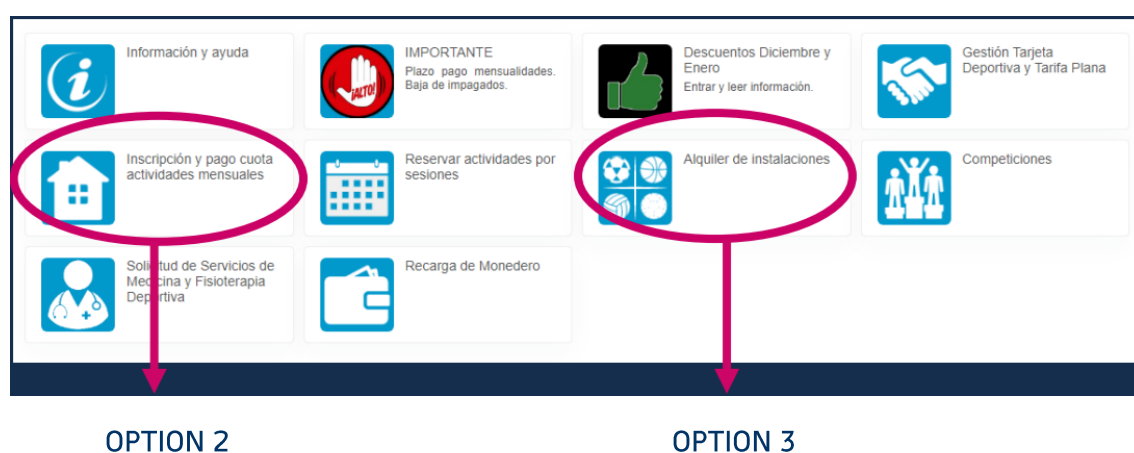 Información y ayuda
IMPORTANTE
Plazo pago mensualidades.
Baja de impagados.
¡ALTO!
Descuentos Diciembre y
Enero
Entrar y leer información.
Gestión Tarjeta
Deportiva y Tarifa Plana
Inscripción y pago cuota
actividades mensuales
Reservar actividades por
sesiones
Alquiler de instalaciones
Competiciones
Solicitud de Servicios de
Medicina y Fisioterapia
Deportiva
Recarga de Monedero
OPTION 2
OPTION 3